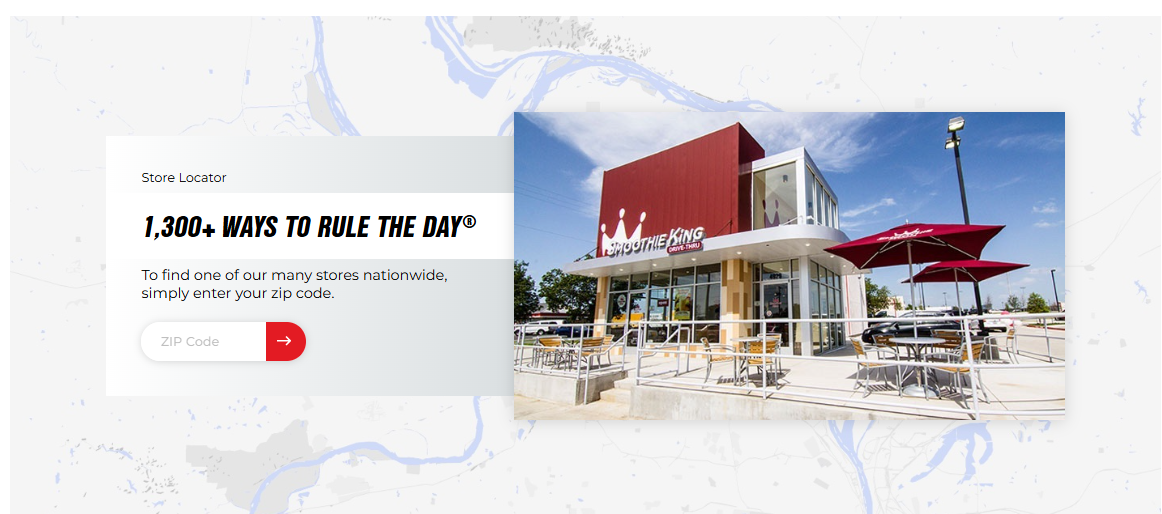 Store Locator
1,300+ WAYS TO RULE THE DAY®
To find one of our many stores nationwide,
simply enter your zip code.
ZIP Code
SMOOTHIE KING
DRIVE-THRU